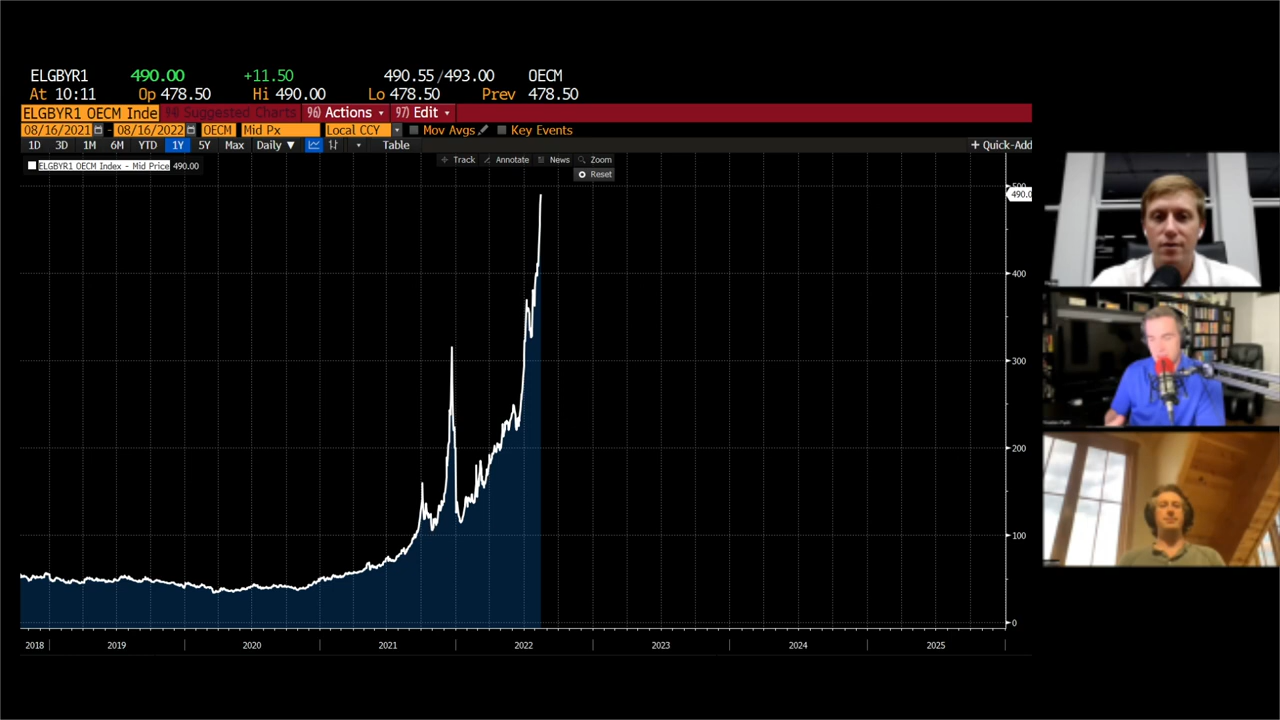 ELGBYR1 490.00 +11.50 490.55/493.00 OECM
At 10:11 Op 478.50 Hi 490.00 Lo 478.50 Prev 478.50
ELGBYR1 OECM Inde 94) Suggested Charts 96) Actions 97) Edit
08/16/2021 - 08/16/2022 OECM Mid Px Local CCY Mov Avgs Key Events
1D 3D 1M 6M YTD 1Y 5Y Max Daily ▼ Table + Quick-Add
Track Annotate News Zoom
ELGBYR1 OECM Index - Mid Price 490.00
Reset
500
490.0
400
300
200
100
0
2018 2019 2020 2021 2022 2023 2024 2025